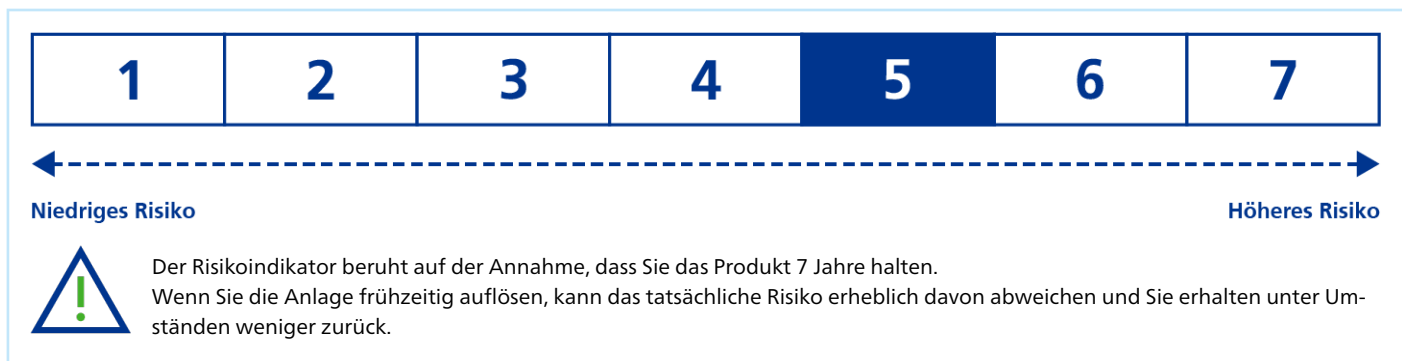 1 2 3 4 5 6 7
Niedriges Risiko Höheres Risiko
Der Risikoindikator beruht auf der Annahme, dass Sie das Produkt 7 Jahre halten.
Wenn Sie die Anlage frühzeitig auflösen, kann das tatsächliche Risiko erheblich davon abweichen und Sie erhalten unter Um-
ständen weniger zurück.